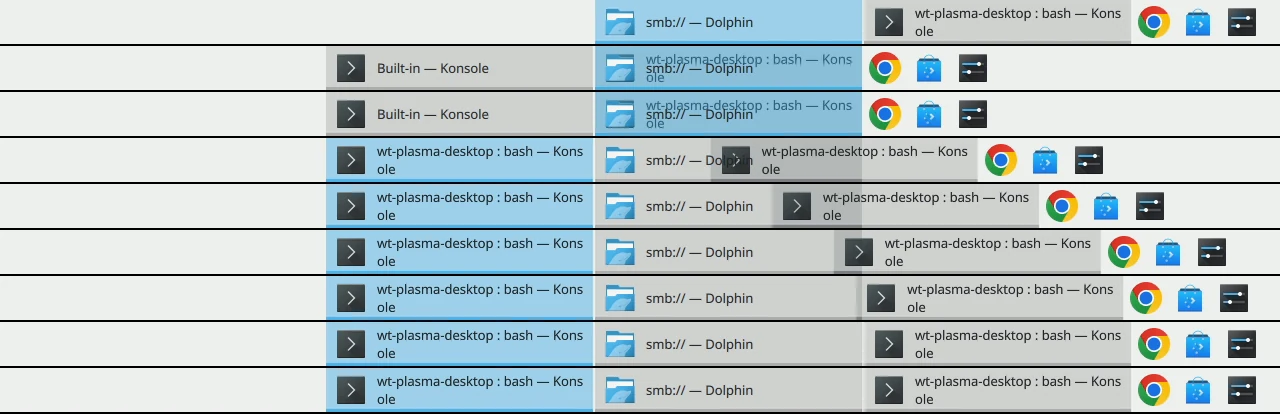 smb:// — Dolphin
wt-plasma-desktop : bash — Kons
ole
Built-in — Konsole
smb:// — Dolphin
wt-plasma-desktop : bash — Kons
ole
Built-in — Konsole
smb:// — Dolphin
wt-plasma-desktop : bash — Kons
ole
wt-plasma-desktop : bash — Kons
ole
smb:// — Dolphin
wt-plasma-desktop : bash — Kons
ole
wt-plasma-desktop : bash — Kons
ole
smb:// — Dolphin
wt-plasma-desktop : bash — Kons
ole
wt-plasma-desktop : bash — Kons
ole
smb:// — Dolphin
wt-plasma-desktop : bash — Kons
ole
wt-plasma-desktop : bash — Kons
ole
smb:// — Dolphin
wt-plasma-desktop : bash — Kons
ole
wt-plasma-desktop : bash — Kons
ole
smb:// — Dolphin
wt-plasma-desktop : bash — Kons
ole
wt-plasma-desktop : bash — Kons
ole
smb:// — Dolphin
wt-plasma-desktop : bash — Kons
ole